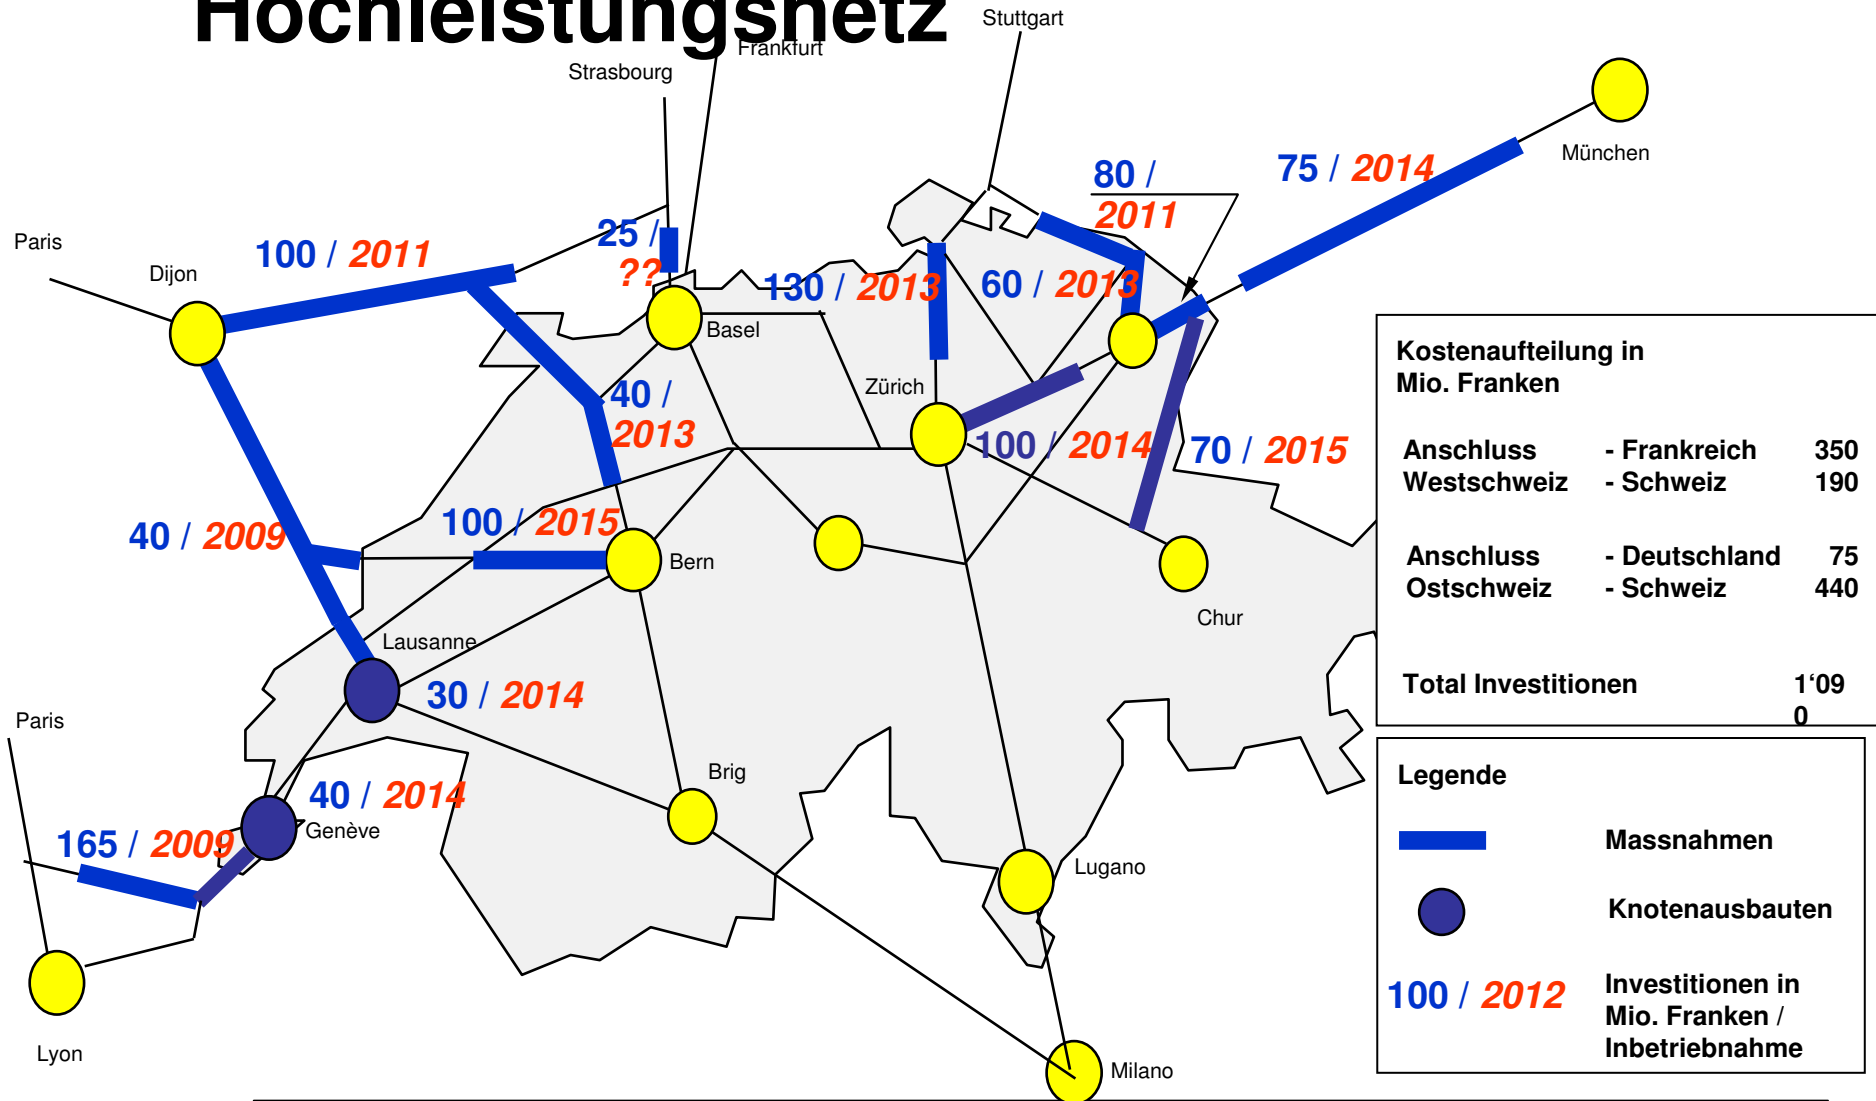 Hochleistungsnetz
Stuttgart
Frankfurt
Strasbourg
München
80 /
2011
75 / 2014
Paris
Dijon
100 / 2011
25 /
??
130 / 2013
60 / 2013
Basel
Zürich
40 /
2013
100 / 2014
70 / 2015
40 / 2009
100 / 2015
Bern
Chur
Lausanne
30 / 2014
Paris
Brig
40 / 2014
Genève
165 / 2009
Lugano
Lyon
Milano
Kostenaufteilung in
Mio. Franken
Anschluss - Frankreich 350
Westschweiz - Schweiz 190
Anschluss - Deutschland 75
Ostschweiz - Schweiz 440
Total Investitionen 1‘09
0
Legende
Massnahmen
Knotenausbauten
100 / 2012 Investitionen in
Mio. Franken /
Inbetriebnahme